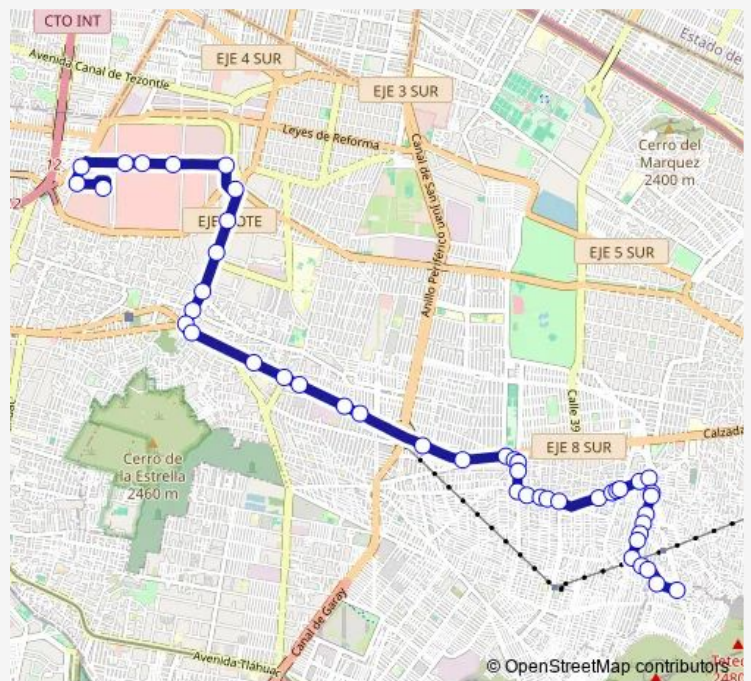 CTO INT
EJE 4 SUR
Avenida Canal de Tezontle
EJE 3 SUR
Estado de
Leyes de Reforma
Cerro del
Marquez
2400 m
12
Canal de San Juan
Anillo Periférico
EJE 5 SUR
Calle 39
EJE 8 SUR
Calzada
Cerro de
la Estrella
2460 m
Canal de Garay
Avenida Tláhuac
© OpenStreetMap contributors